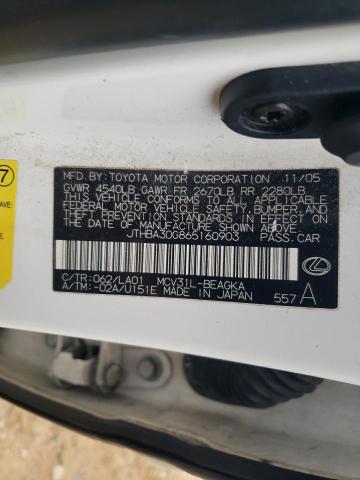 7
MFD. BY: TOYOTA MOTOR CORPORATION 11/05
GVWR 4540LB GAWR FR 2670LB RR 2280LB
THIS VEHICLE CONFORMS TO ALL APPLICABLE
FEDERAL MOTOR VEHICLE SAFETY, BUMPER, AND
THEFT PREVENTION STANDARDS IN EFFECT ON
THE DATE OF MANUFACTURE SHOWN ABOVE.
JTHBA30G865160903 PASS.CAR
C/TR:062/LA01 MCV31L-BEAGKA
A/TM:-02A/U151E MADE IN JAPAN 557 A